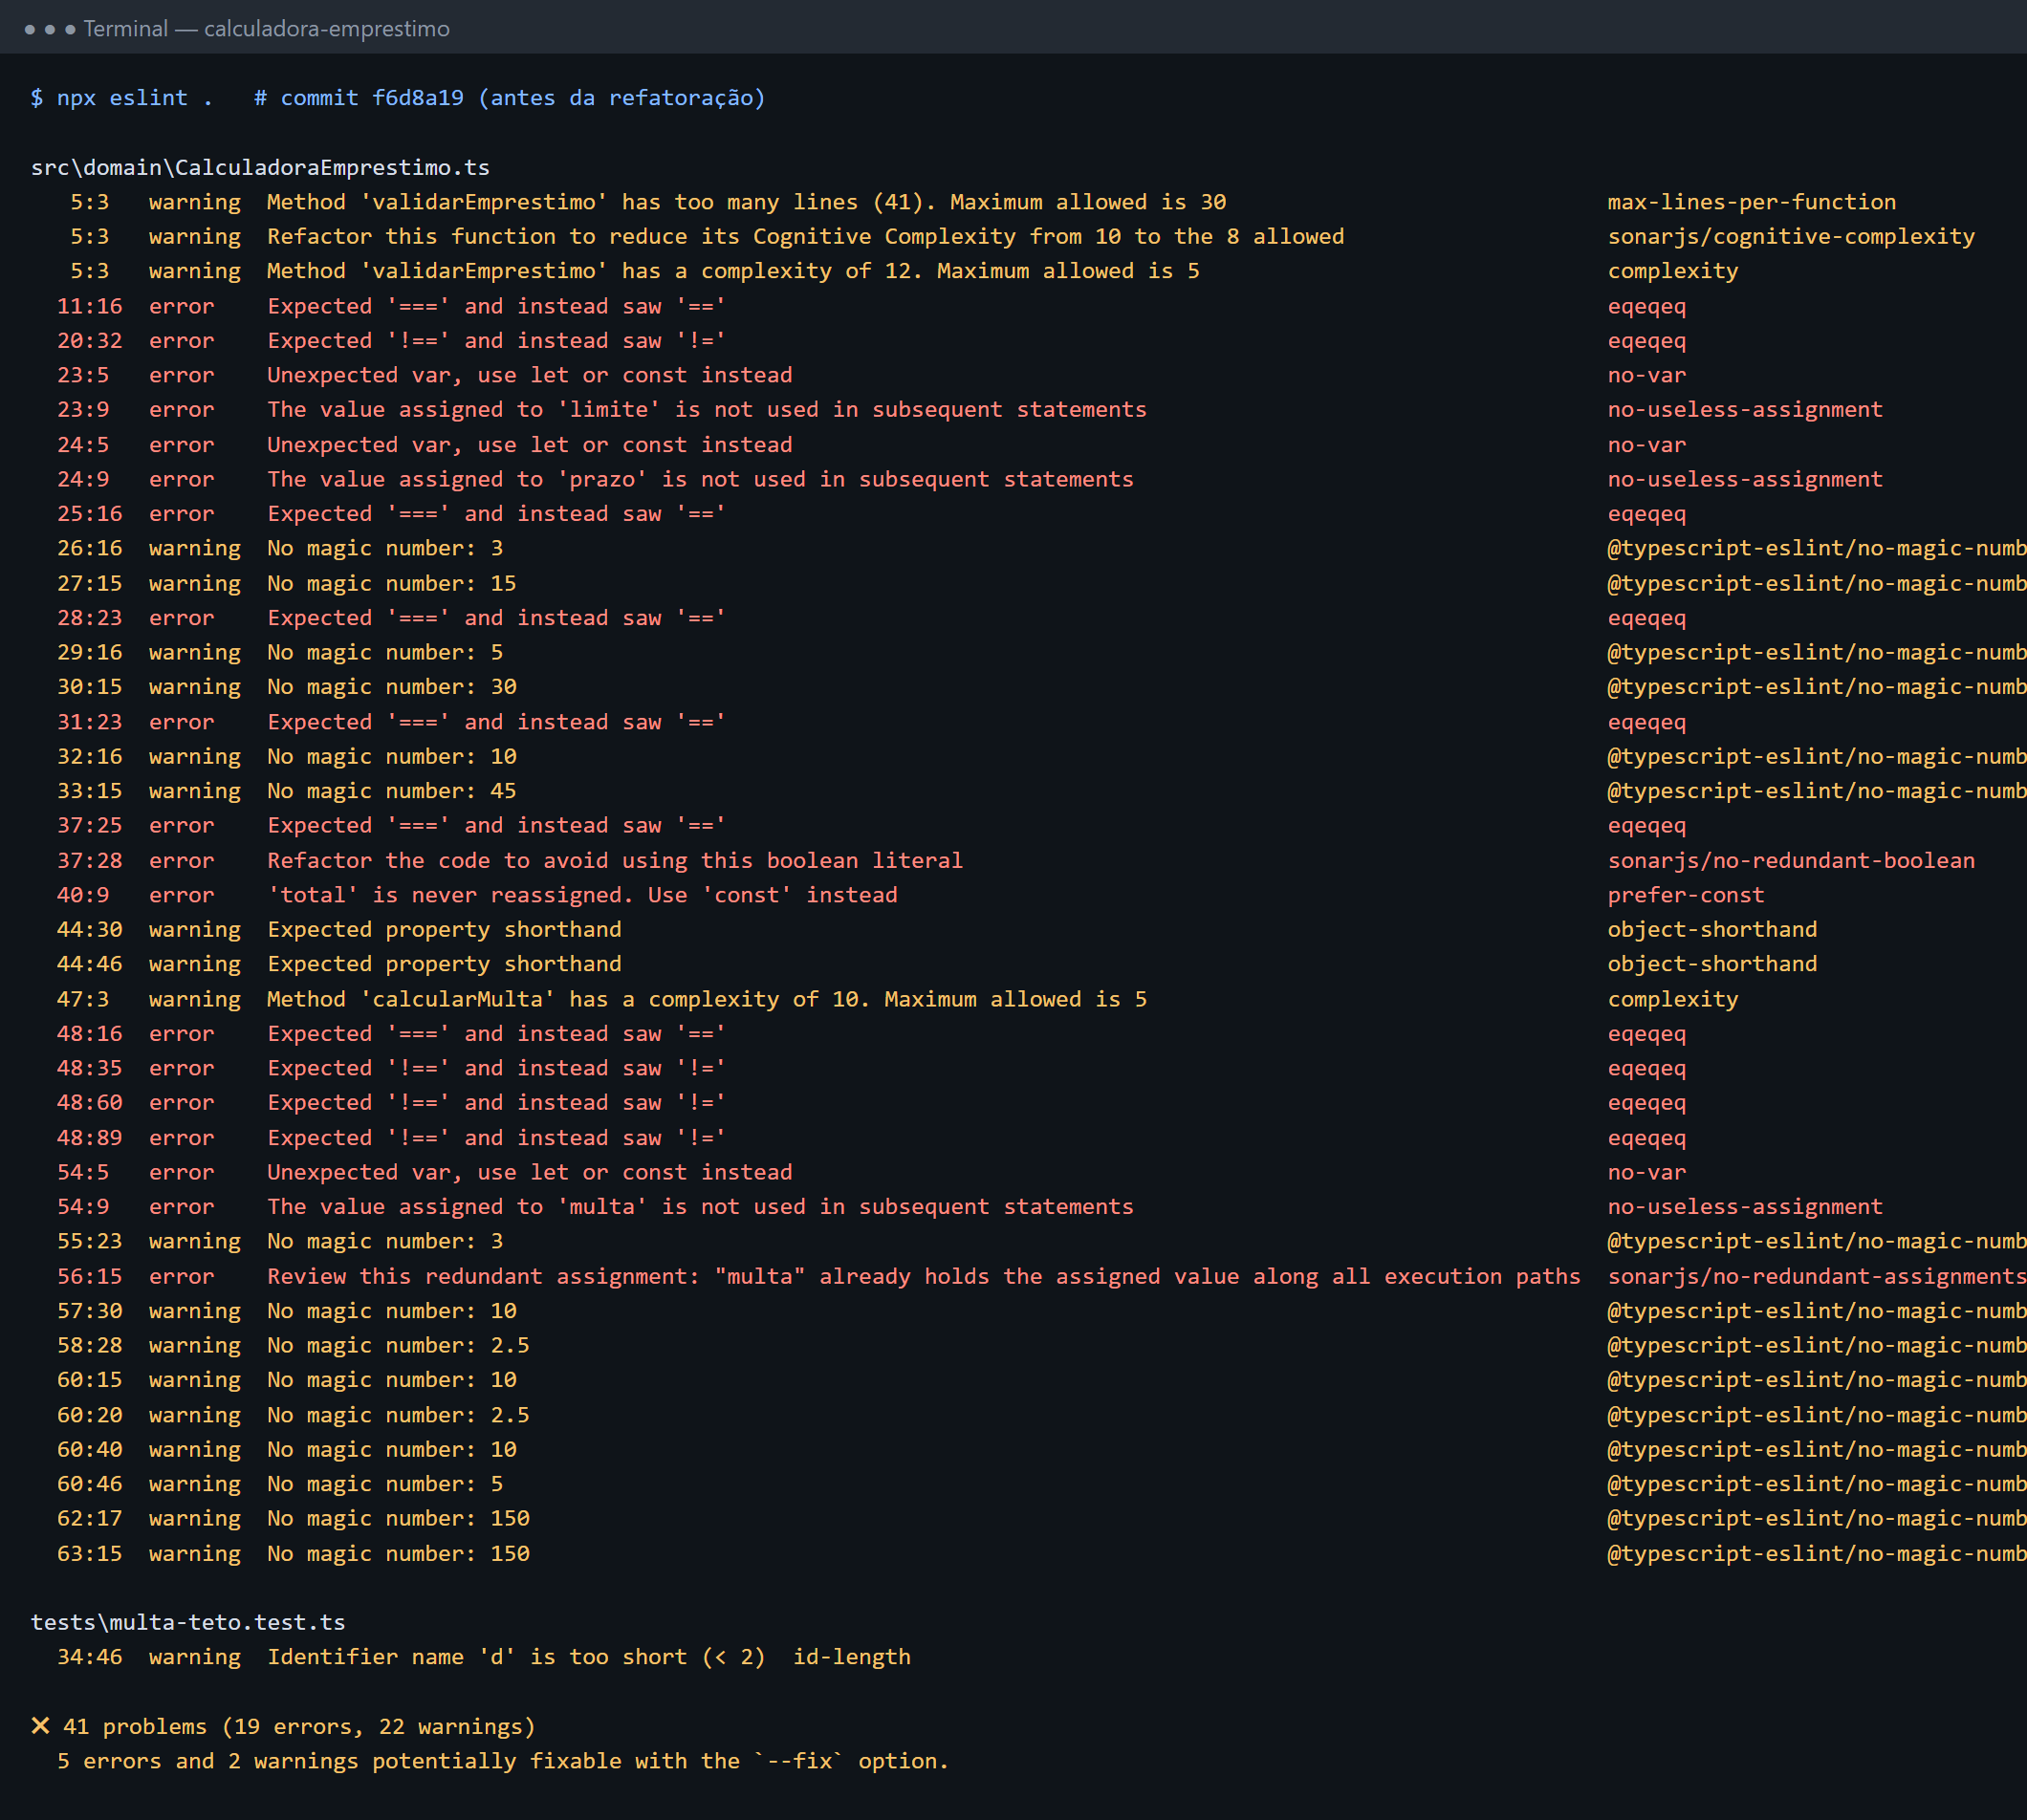 Terminal — calculadora-emprestimo
$ npx eslint .   # commit f6d8a19 (antes da refatoração)
src\domain\CalculadoraEmprestimo.ts
5:3 warning Method 'validarEmprestimo' has too many lines (41). Maximum allowed is 30 max-lines-per-function
5:3 warning Refactor this function to reduce its Cognitive Complexity from 10 to the 8 allowed sonarjs/cognitive-complexity
5:3 warning Method 'validarEmprestimo' has a complexity of 12. Maximum allowed is 5 complexity
11:16 error Expected '===' and instead saw '==' eqeqeq
20:32 error Expected '!==' and instead saw '!=' eqeqeq
23:5 error Unexpected var, use let or const instead no-var
23:9 error The value assigned to 'limite' is not used in subsequent statements no-useless-assignment
24:5 error Unexpected var, use let or const instead no-var
24:9 error The value assigned to 'prazo' is not used in subsequent statements no-useless-assignment
25:16 error Expected '===' and instead saw '==' eqeqeq
26:16 warning No magic number: 3 @typescript-eslint/no-magic-numb
27:15 warning No magic number: 15 @typescript-eslint/no-magic-numb
28:23 error Expected '===' and instead saw '==' eqeqeq
29:16 warning No magic number: 5 @typescript-eslint/no-magic-numb
30:15 warning No magic number: 30 @typescript-eslint/no-magic-numb
31:23 error Expected '===' and instead saw '==' eqeqeq
32:16 warning No magic number: 10 @typescript-eslint/no-magic-numb
33:15 warning No magic number: 45 @typescript-eslint/no-magic-numb
37:25 error Expected '===' and instead saw '==' eqeqeq
37:28 error Refactor the code to avoid using this boolean literal sonarjs/no-redundant-boolean
40:9 error 'total' is never reassigned. Use 'const' instead prefer-const
44:30 warning Expected property shorthand object-shorthand
44:46 warning Expected property shorthand object-shorthand
47:3 warning Method 'calcularMulta' has a complexity of 10. Maximum allowed is 5 complexity
48:16 error Expected '===' and instead saw '==' eqeqeq
48:35 error Expected '!==' and instead saw '!=' eqeqeq
48:60 error Expected '!==' and instead saw '!=' eqeqeq
48:89 error Expected '!==' and instead saw '!=' eqeqeq
54:5 error Unexpected var, use let or const instead no-var
54:9 error The value assigned to 'multa' is not used in subsequent statements no-useless-assignment
55:23 warning No magic number: 3 @typescript-eslint/no-magic-numb
56:15 error Review this redundant assignment: "multa" already holds the assigned value along all execution paths sonarjs/no-redundant-assignments
57:30 warning No magic number: 10 @typescript-eslint/no-magic-numb
58:28 warning No magic number: 2.5 @typescript-eslint/no-magic-numb
60:15 warning No magic number: 10 @typescript-eslint/no-magic-numb
60:20 warning No magic number: 2.5 @typescript-eslint/no-magic-numb
60:40 warning No magic number: 10 @typescript-eslint/no-magic-numb
60:46 warning No magic number: 5 @typescript-eslint/no-magic-numb
62:17 warning No magic number: 150 @typescript-eslint/no-magic-numb
63:15 warning No magic number: 150 @typescript-eslint/no-magic-numb
tests\multa-teto.test.ts
34:46 warning Identifier name 'd' is too short (< 2) id-length
✕ 41 problems (19 errors, 22 warnings)
5 errors and 2 warnings potentially fixable with the `--fix` option.